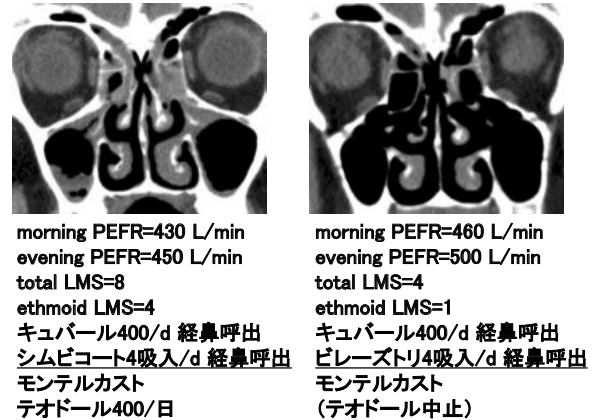 morning PEFR=430 L/min
evening PEFR=450 L/min
total LMS=8
ethmoid LMS=4
キュバール400/d 経鼻呼出
シムビコート4吸入/d 経鼻呼出
モンテルカスト
テオドール400/日
morning PEFR=460 L/min
evening PEFR=500 L/min
total LMS=4
ethmoid LMS=1
キュバール400/d 経鼻呼出
ビレーズトリ4吸入/d 経鼻呼出
モンテルカスト
（テオドール中止）